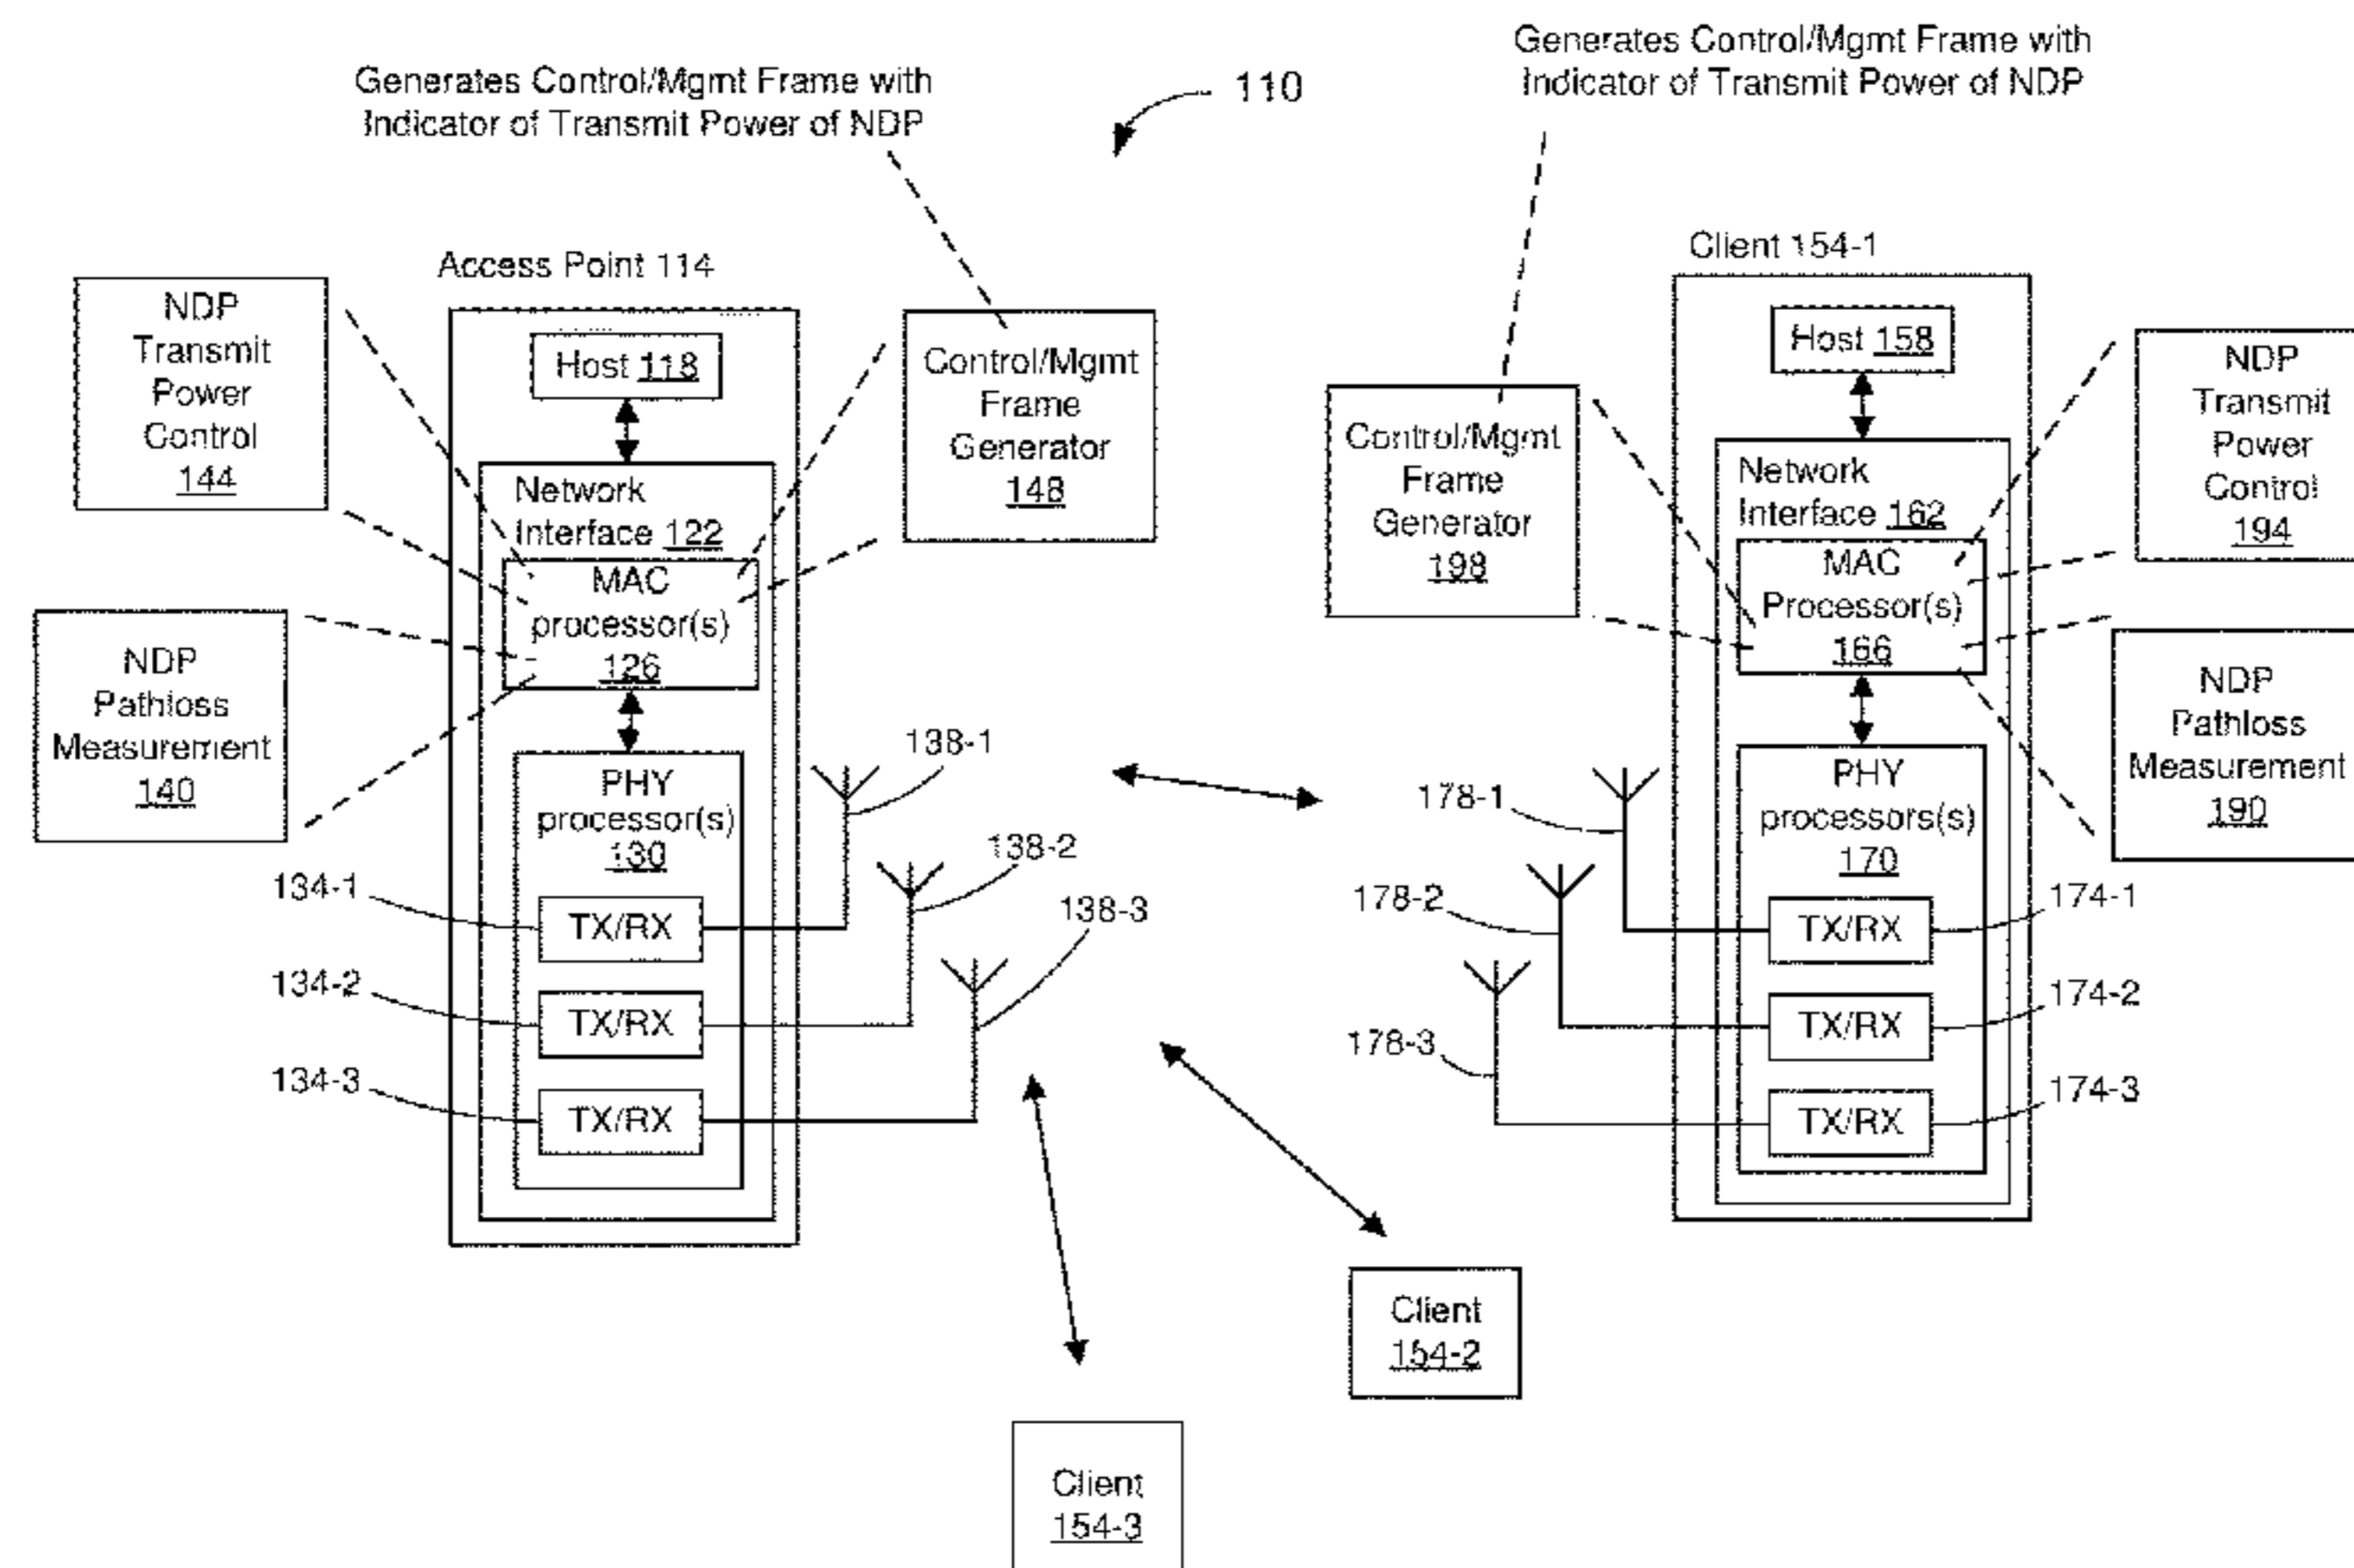 Generates Control/Mgmt Frame with
Indicator of Transmit Power of NDP
110
Generates Control/Mgmt Frame with
Indicator of Transmit Power of NDP
Access Point 114
NDP
Transmit
Power
Control
144
Host 118
Control/Mgmt
Frame
Generator
148
Network
Interface 122
MAC
processor(s)
126
NDP
Pathloss
Measurement
140
PHY
processor(s)
130
138-1
138-2
138-3
134-1
TX/RX
134-2
TX/RX
134-3
TX/RX
Client 154-1
Host 158
Control/Mgmt
Frame
Generator
198
Network
Interface 162
NDP
Transmit
Power
Control
194
MAC
Processor(s)
166
NDP
Pathloss
Measurement
190
PHY
processors(s)
170
178-1
178-2
178-3
TX/RX
174-1
TX/RX
174-2
TX/RX
174-3
Client
154-2
Client
154-3